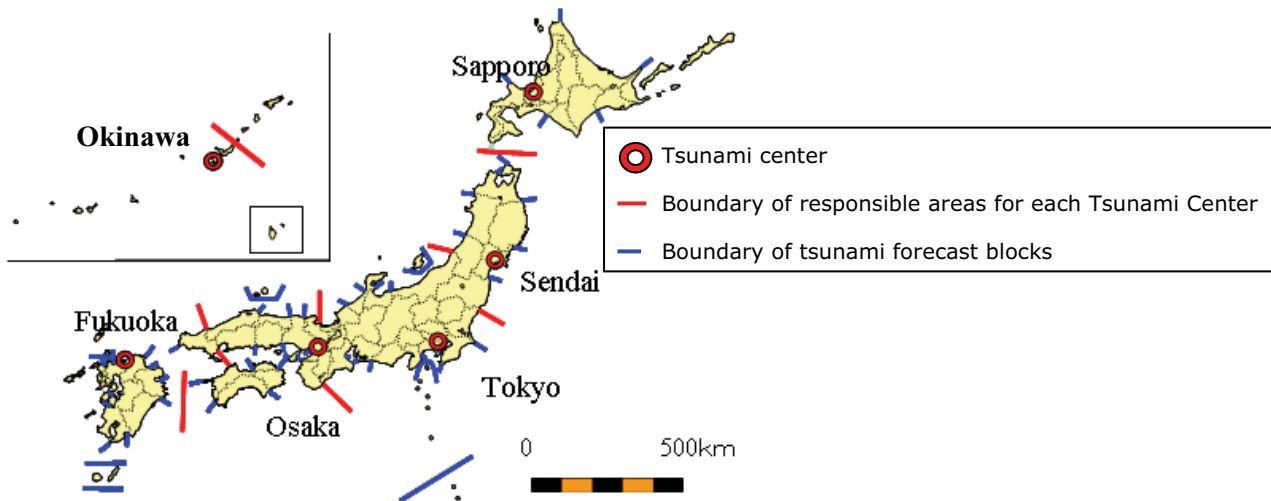 Sapporo
Okinawa
Tsunami center
Boundary of responsible areas for each Tsunami Center
Boundary of tsunami forecast blocks
Sendai
Fukuoka
Tokyo
Osaka
0 500km